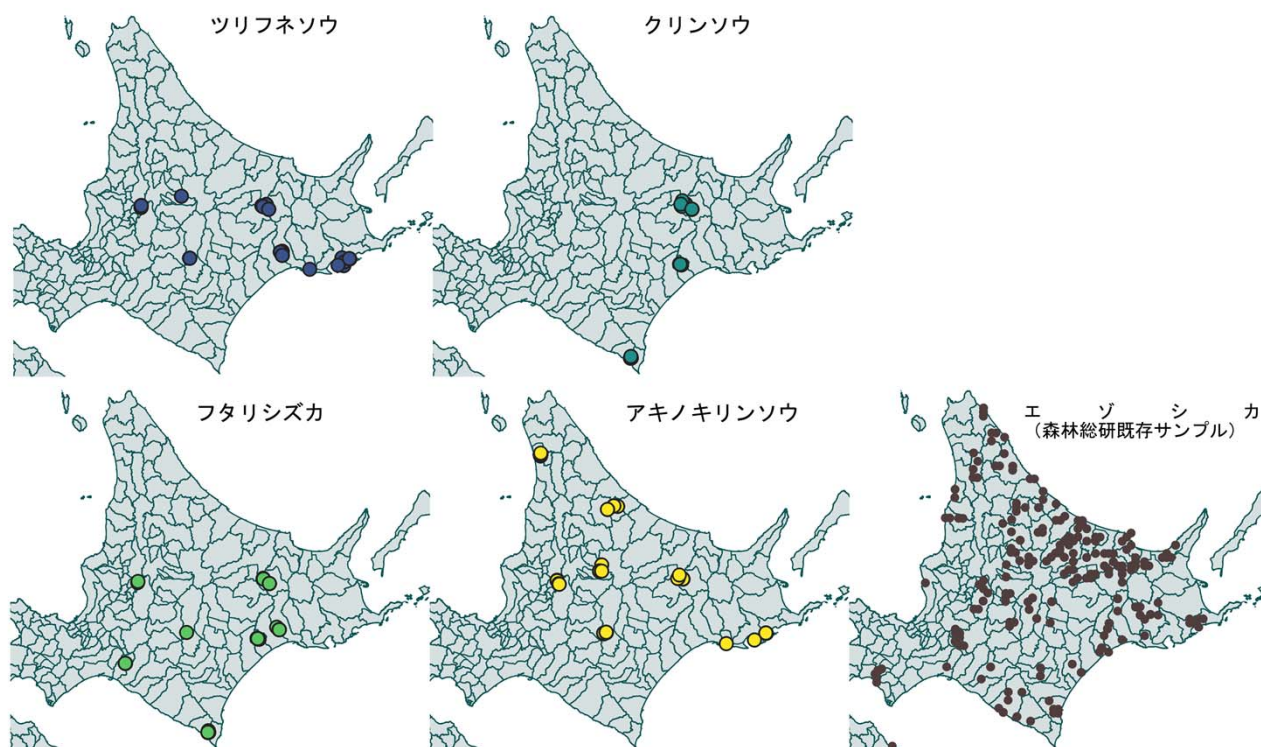 ツリフネソウ
クリンソウ
フタリシズカ
アキノキリンソウ
エゾシカ
（森林総研既存サンプル）